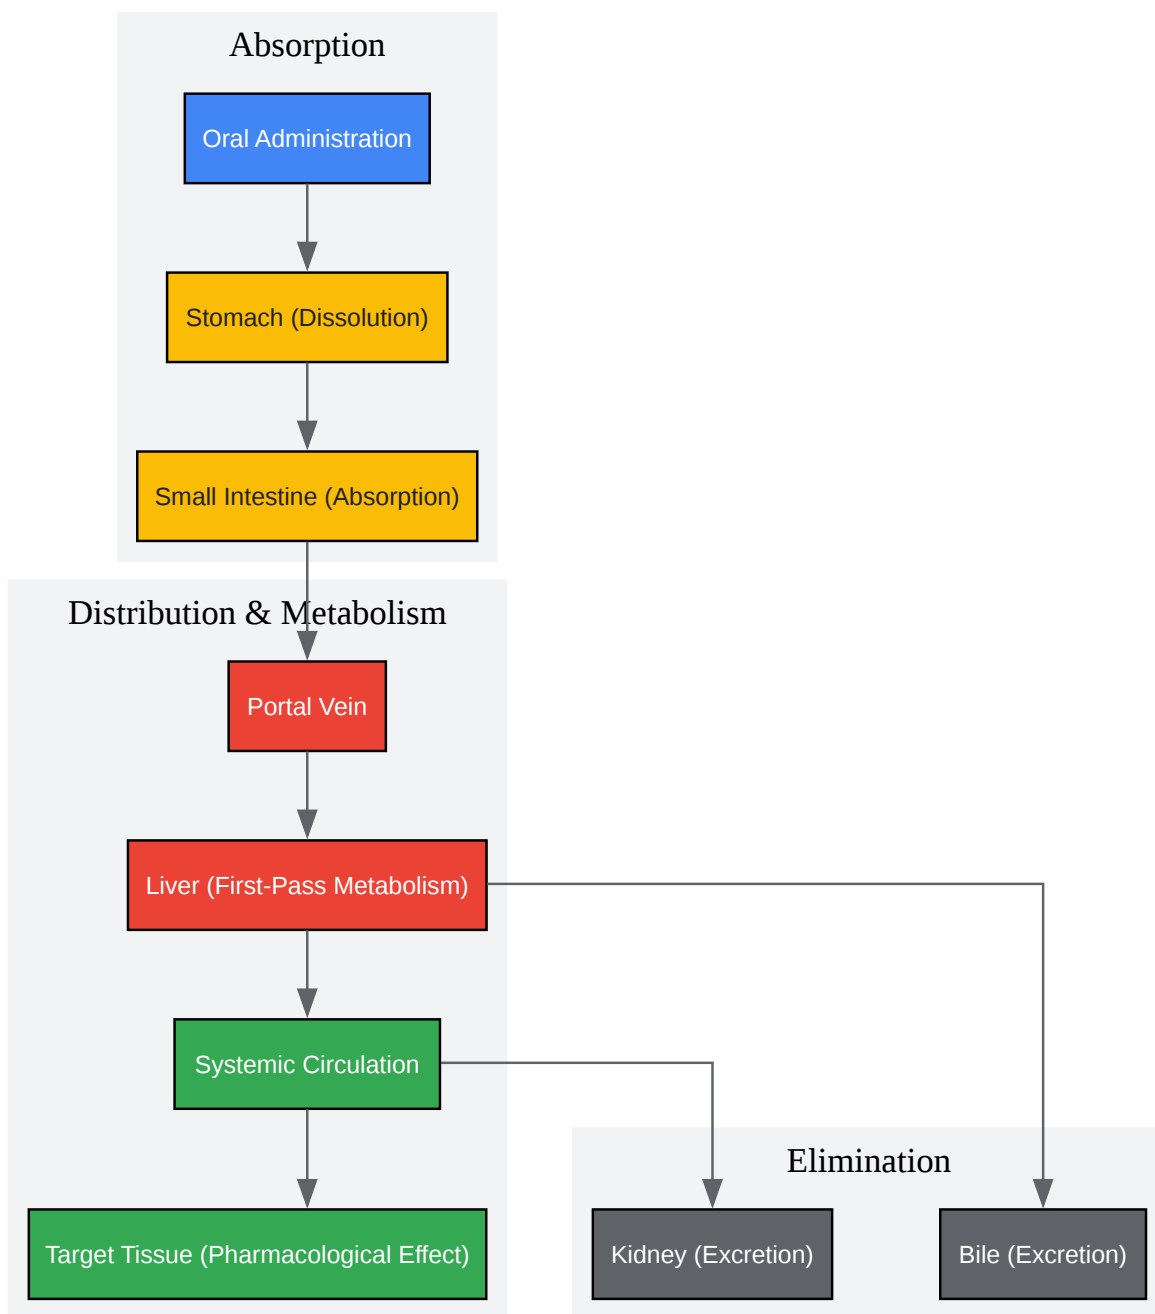 Absorption
Oral Administration
Stomach (Dissolution)
Small Intestine (Absorption)
Distribution & Metabolism
Portal Vein
Liver (First-Pass Metabolism)
Systemic Circulation
Target Tissue (Pharmacological Effect)
Elimination
Kidney (Excretion)
Bile (Excretion)